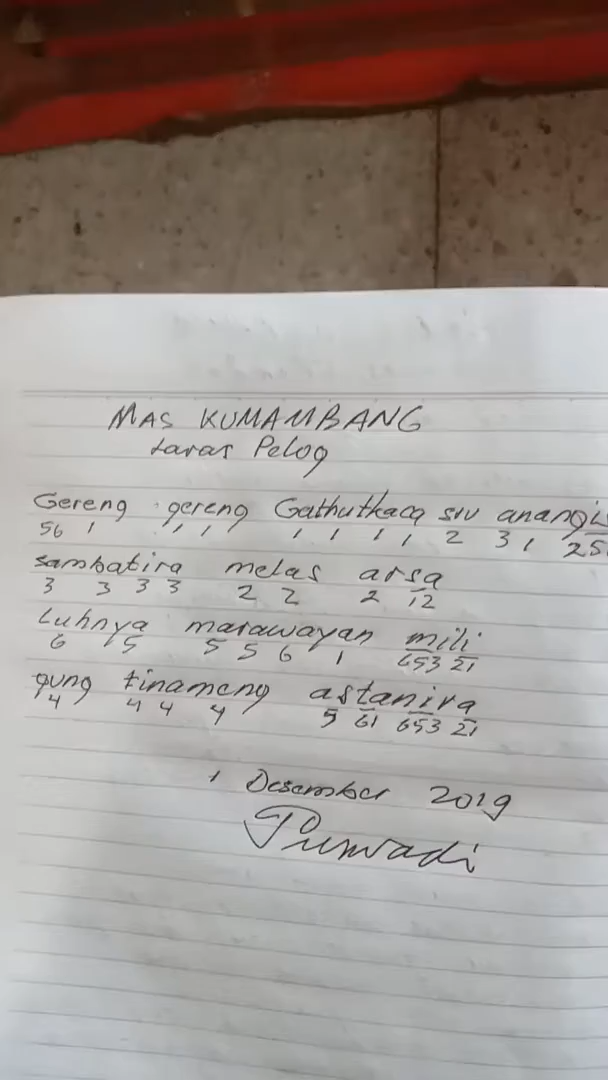 MAS KUMAMBANG
Laras Pelog
Gereng gereng Gathutkaca sru anangis
56 1 1 1 1 1 1 1 1 2 3 1 25
sambatira melas arsa
3 3 3 3 2 2 2 12
Luhnya marawayan mili
6 5 5 5 6 1 653 21
gung tinameng astanira
4 4 4 4 5 61 653 21
1 Desember 2019
Purwadi